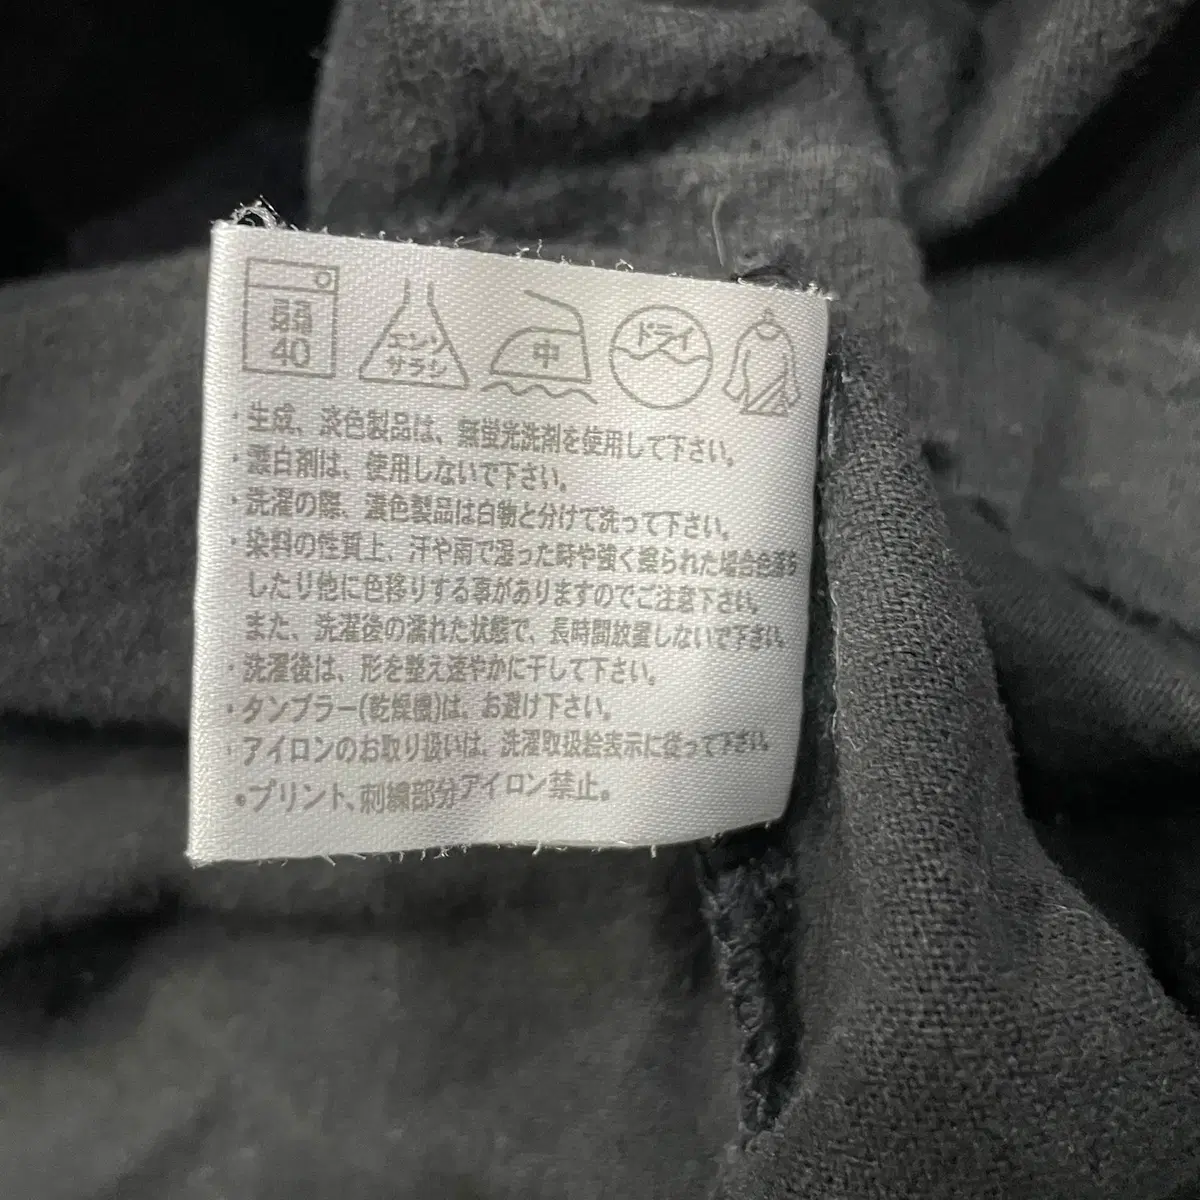 弱
40
エンソ
サラシ
中
ドライ
・生成、淡色製品は、無蛍光洗剤を使用して下さい。
・漂白剤は、使用しないで下さい。
・洗濯の際、濃色製品は白物と分けて洗って下さい。
・染料の性質上、汗や雨で湿った時や強く擦られた場合色落ち
したり他に色移りする事がありますのでご注意下さい。
また、洗濯後の濡れた状態で、長時間放置しないで下さい。
・洗濯後は、形を整え速やかに干して下さい。
・タンブラー(乾燥機)は、お避け下さい。
・アイロンのお取り扱いは、洗濯取扱絵表示に従って下さい。
・プリント、刺繍部分アイロン禁止。